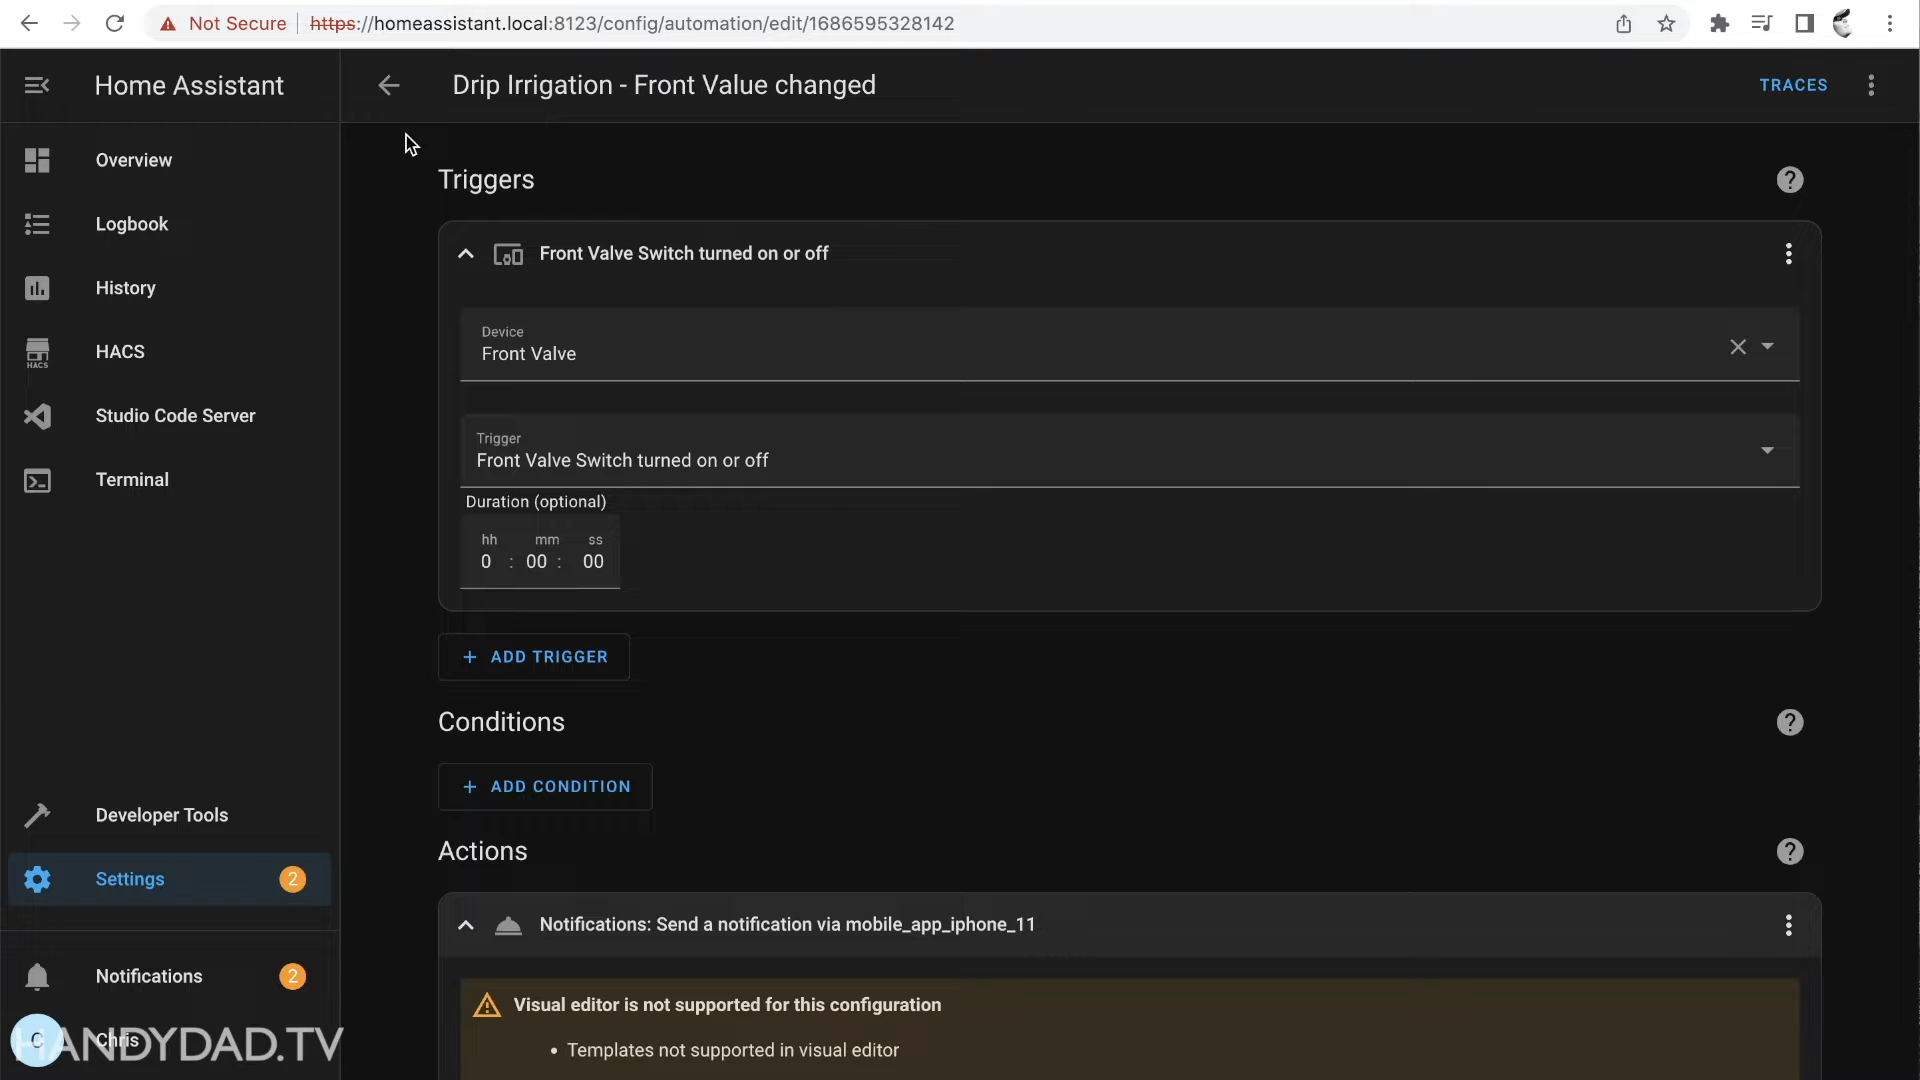 Not Secure
https://homeassistant.local:8123/config/automation/edit/1686595328142
Home Assistant
Drip Irrigation - Front Value changed
TRACES
Overview
Logbook
History
HACS
HACS
Studio Code Server
Terminal
Developer Tools
Settings
2
Notifications
2
C
Chris
HANDYDAD.TV
Triggers
Front Valve Switch turned on or off
Device
Front Valve
Trigger
Front Valve Switch turned on or off
Duration (optional)
hh mm ss
0 : 00 : 00
+ ADD TRIGGER
Conditions
+ ADD CONDITION
Actions
Notifications: Send a notification via mobile_app_iphone_11
Visual editor is not supported for this configuration
• Templates not supported in visual editor